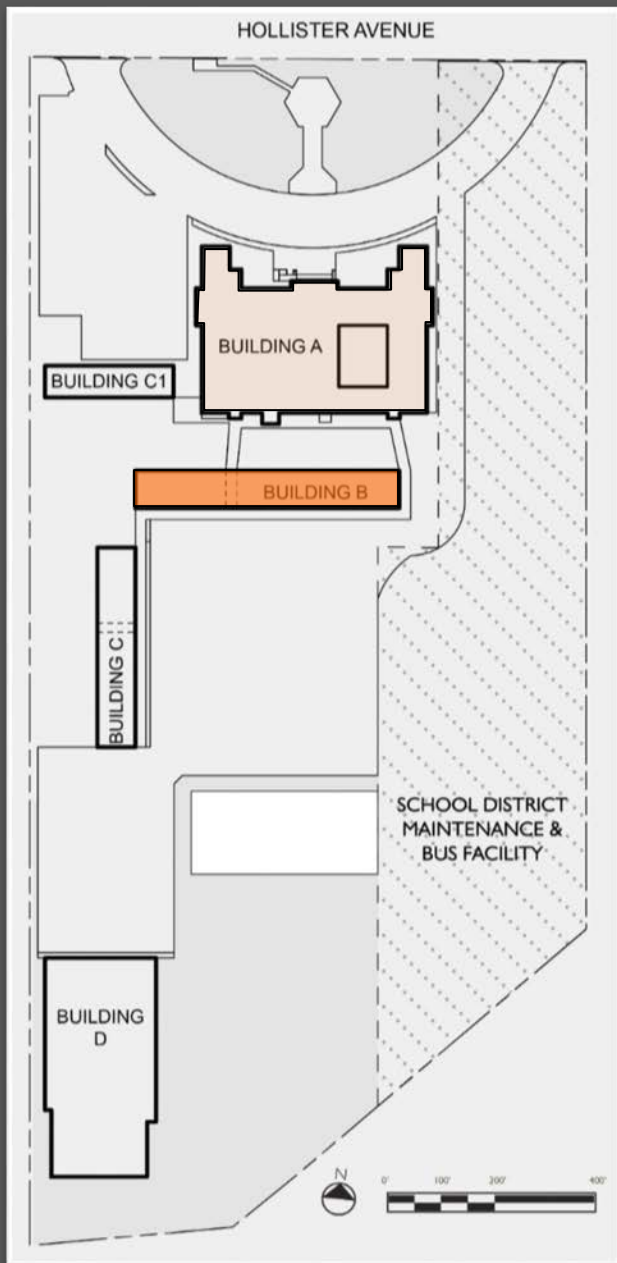 HOLLISTER AVENUE
BUILDING A
BUILDING C1
BUILDING B
BUILDING C
SCHOOL DISTRICT
MAINTENANCE &
BUS FACILITY
BUILDING
D
N
0' 100' 200' 400'